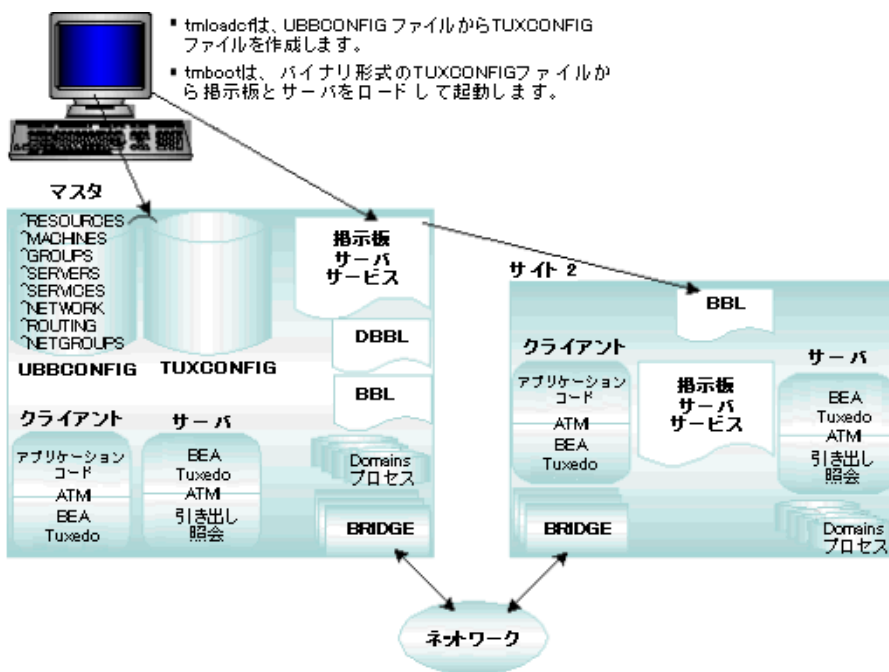 ▪ tmloadcfは、UBBCONFIG ファイルからTUXCONFIG
ファイルを作成します。
▪ tmbootは、バイナリ形式のTUXCONFIGファイルか
ら掲示板とサーバをロードして起動します。
マスタ
^RESOURCES
^MACHINES
^GROUPS
^SERVERS
^SERVICES
^NETWORK
^ROUTING
^NETGROUPS
UBBCONFIG
TUXCONFIG
掲示板
サーバ
サービス
DBBL
BBL
クライアント
アプリケーション
コード
ATM
BEA
Tuxedo
サーバ
BEA
Tuxedo
ATM
引き出し
照会
Domains
プロセス
BRIDGE
サイト 2
BBL
クライアント
アプリケーション
コード
ATM
BEA
Tuxedo
掲示板
サーバ
サービス
サーバ
BEA
Tuxedo
ATM
引き出し
照会
BRIDGE
Domains
プロセス
ネットワーク